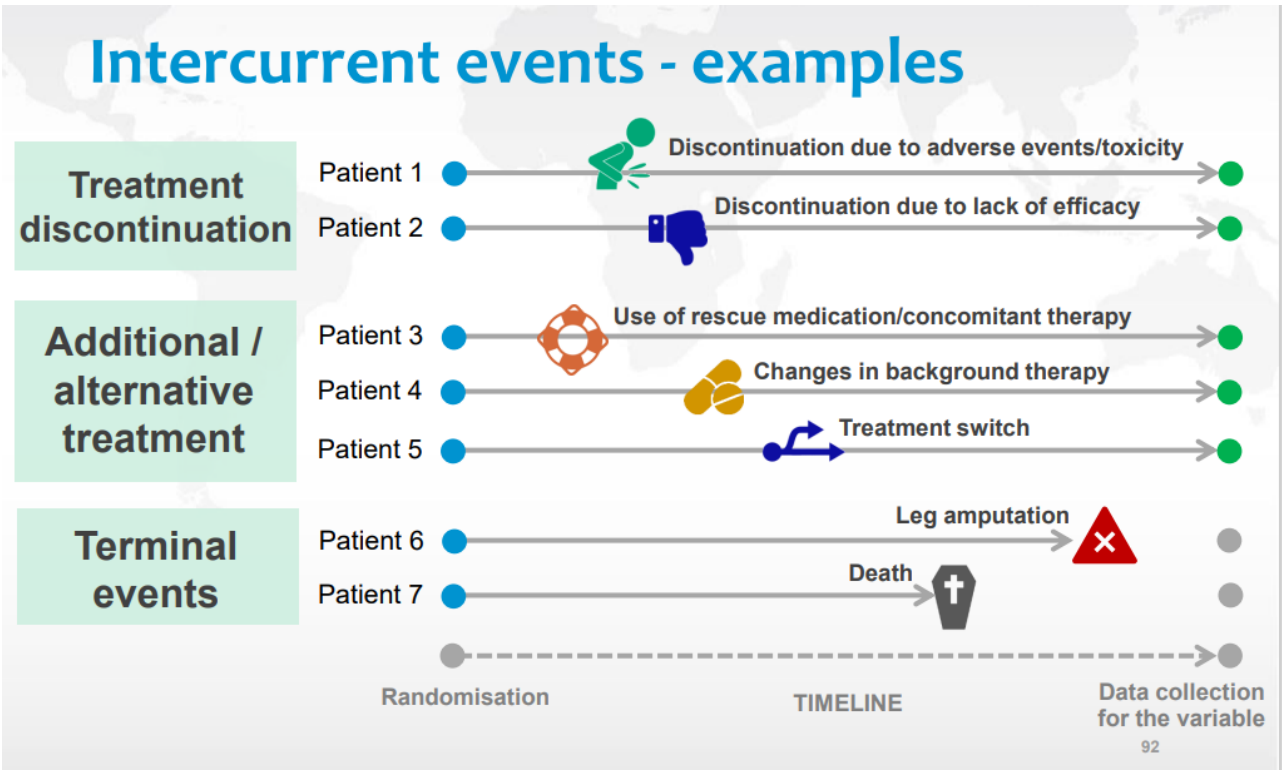 Intercurrent events - examples
Treatment
discontinuation
Patient 1
Discontinuation due to adverse events/toxicity
Patient 2
Discontinuation due to lack of efficacy
Additional /
alternative
treatment
Patient 3
Use of rescue medication/concomitant therapy
Patient 4
Changes in background therapy
Patient 5
Treatment switch
Terminal
events
Patient 6
Leg amputation
Patient 7
Death
Randomisation
TIMELINE
Data collection
for the variable
92